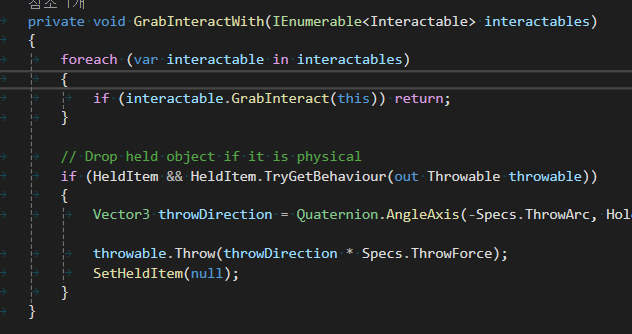 참조 1개
private void GrabInteractWith(IEnumerable<Interactable> interactables)
{
foreach (var interactable in interactables)
{
if (interactable.GrabInteract(this)) return;
}
// Drop held object if it is physical
if (HeldItem && HeldItem.TryGetBehaviour(out Throwable throwable))
{
Vector3 throwDirection = Quaternion.AngleAxis(-Specs.ThrowArc, Hol
throwable.Throw(throwDirection * Specs.ThrowForce);
SetHeldItem(null);
}
}